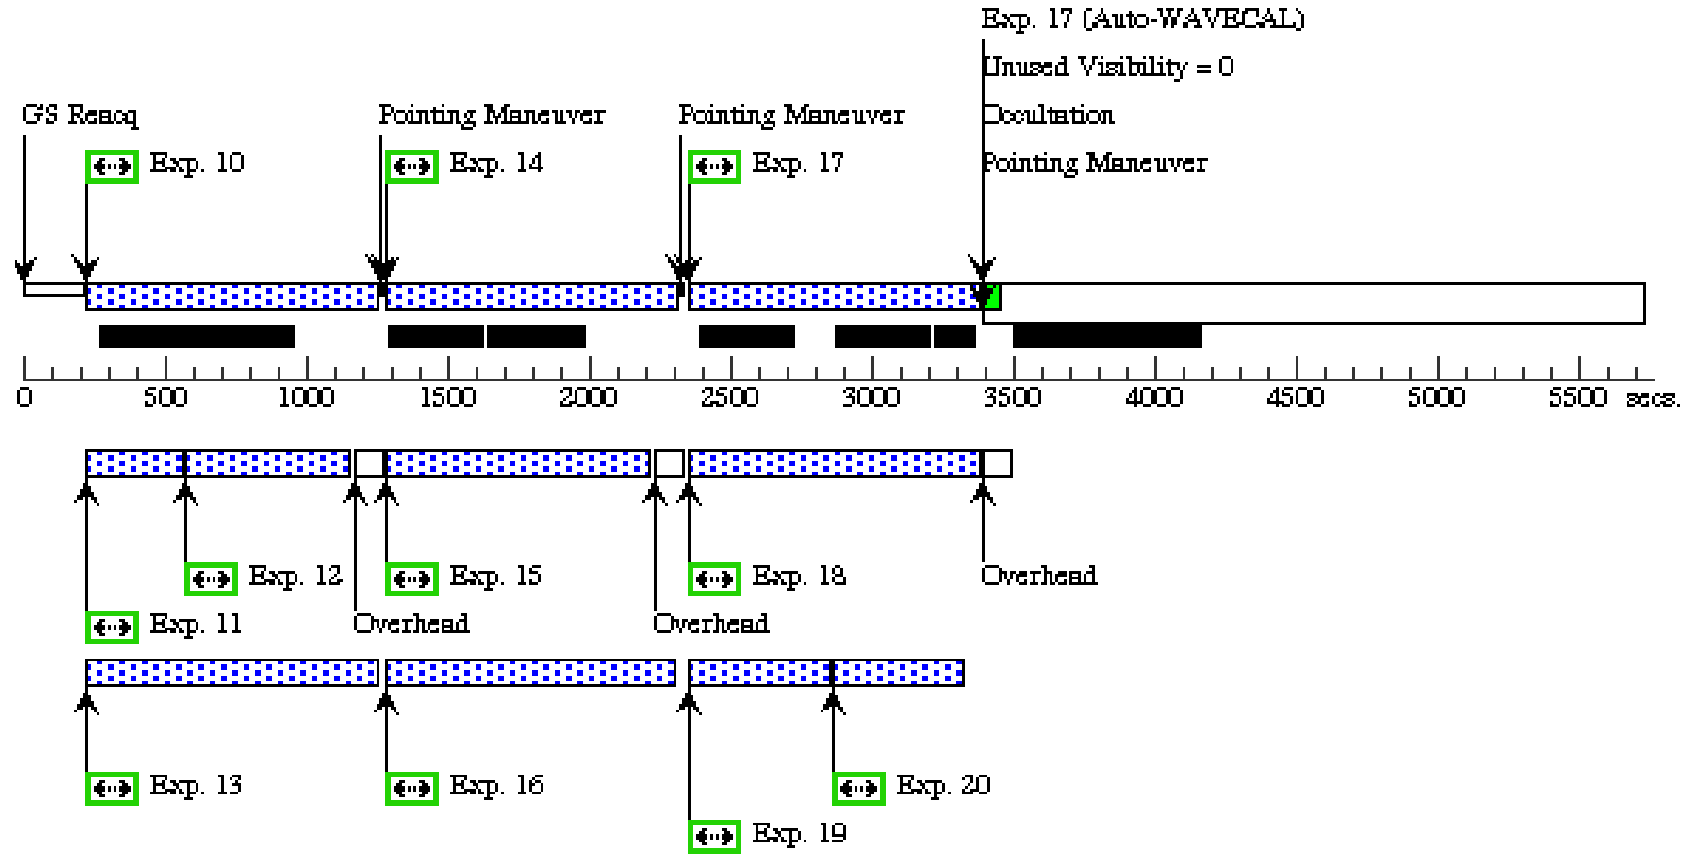 Exp. 17 (Auto-WAVECAL)
Unused Visibility = 0
GS Reacq
Pointing Maneuver
Pointing Maneuver
Occultation
Exp. 10
Exp. 14
Exp. 17
Pointing Maneuver
0 500 1000 1500 2000 2500 3000 3500 4000 4500 5000 5500 secs.
Exp. 12
Exp. 15
Exp. 18
Overhead
Exp. 11
Overhead
Overhead
Exp. 13
Exp. 16
Exp. 20
Exp. 19